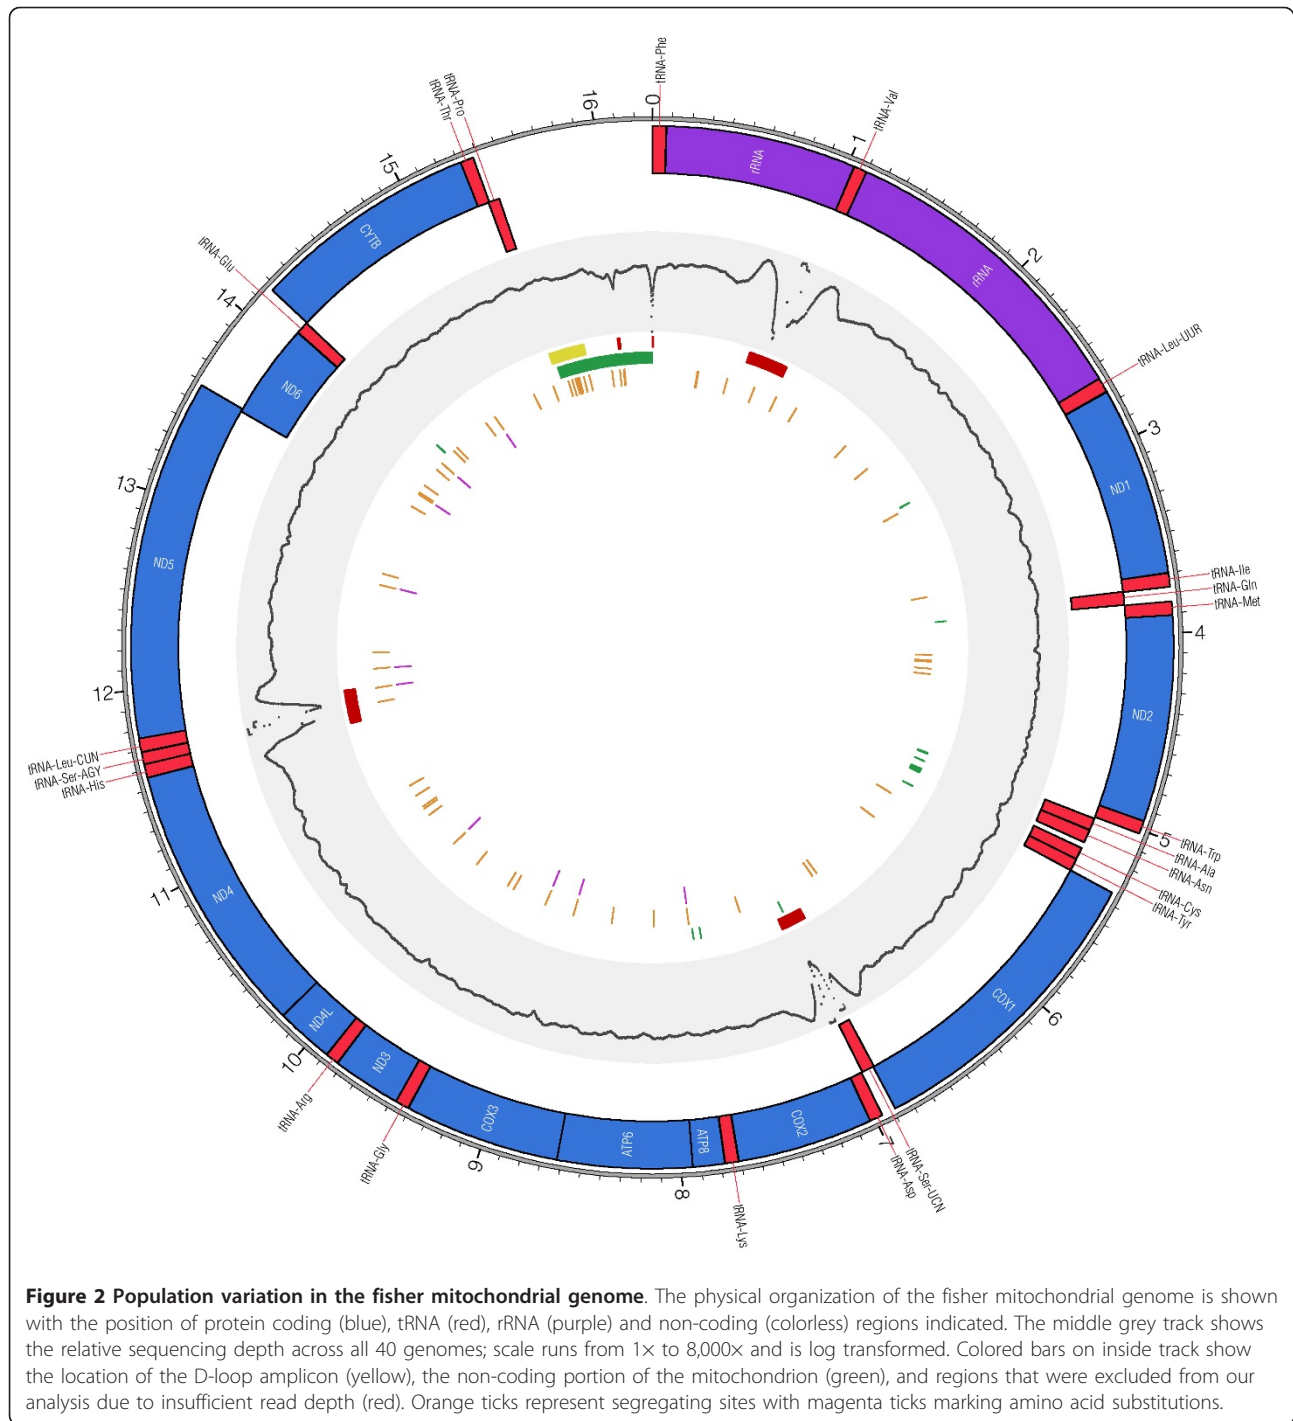 0
tRNA-Phe
rRNA
1
tRNA-Val
rRNA
2
tRNA-Leu-UUR
3
ND1
tRNA-Ile
tRNA-Gln
tRNA-Met
4
ND2
5
tRNA-Trp
tRNA-Ala
tRNA-Asn
tRNA-Cys
tRNA-Tyr
COX1
6
tRNA-Ser-UCN
7
tRNA-Asp
COX2
tRNA-Lys
ATP8
8
ATP6
COX3
9
tRNA-Gly
ND3
tRNA-Arg
10
ND4L
ND4
11
tRNA-His
tRNA-Ser-AGY
tRNA-Leu-CUN
12
ND5
13
ND6
14
tRNA-Glu
CYTB
15
tRNA-Thr
tRNA-Pro
16
Figure 2 Population variation in the fisher mitochondrial genome. The physical organization of the fisher mitochondrial genome is shown
with the position of protein coding (blue), tRNA (red), rRNA (purple) and non-coding (colorless) regions indicated. The middle grey track shows
the relative sequencing depth across all 40 genomes; scale runs from 1× to 8,000× and is log transformed. Colored bars on inside track show
the location of the D-loop amplicon (yellow), the non-coding portion of the mitochondrion (green), and regions that were excluded from our
analysis due to insufficient read depth (red). Orange ticks represent segregating sites with magenta ticks marking amino acid substitutions.